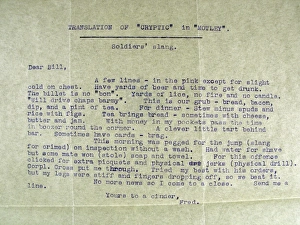 TRANSLATION OF "CRYPTIC" in "MOTLEY".
Soldiers' slang.
Dear Bill,
A few lines - in the pink except for slight
cold on chest. Have yards of beer and time to get drunk.
The billet is no "bon". Yards of lice, no fire and no candle.
"Will drive chaps barmy". This is our grub - bread, bacon,
dip, and a pint of tea. For dinner - Stew minus spuds and
rice with figs. Tea brings bread - sometimes with cheese,
butter and jam. With money in my pockets pass the time
in boozer round the corner. A clever little tart behind
bar. Sometimes have cards - brag.
This morning was pegged for the jump (slang
for crimed) on inspection without a wash. Had water for shave
but some mate won (stole) soap and towel. For this offence
clicked for extra picquets and physical jerks (physical drill).
Corpl. Cross put me through. Fried my best with orders,
but my legs were stiff and fingers dropping off, so we beat it.
No more news so I come to a close. Send me a
line.
Yours to a cinder,
Fred.